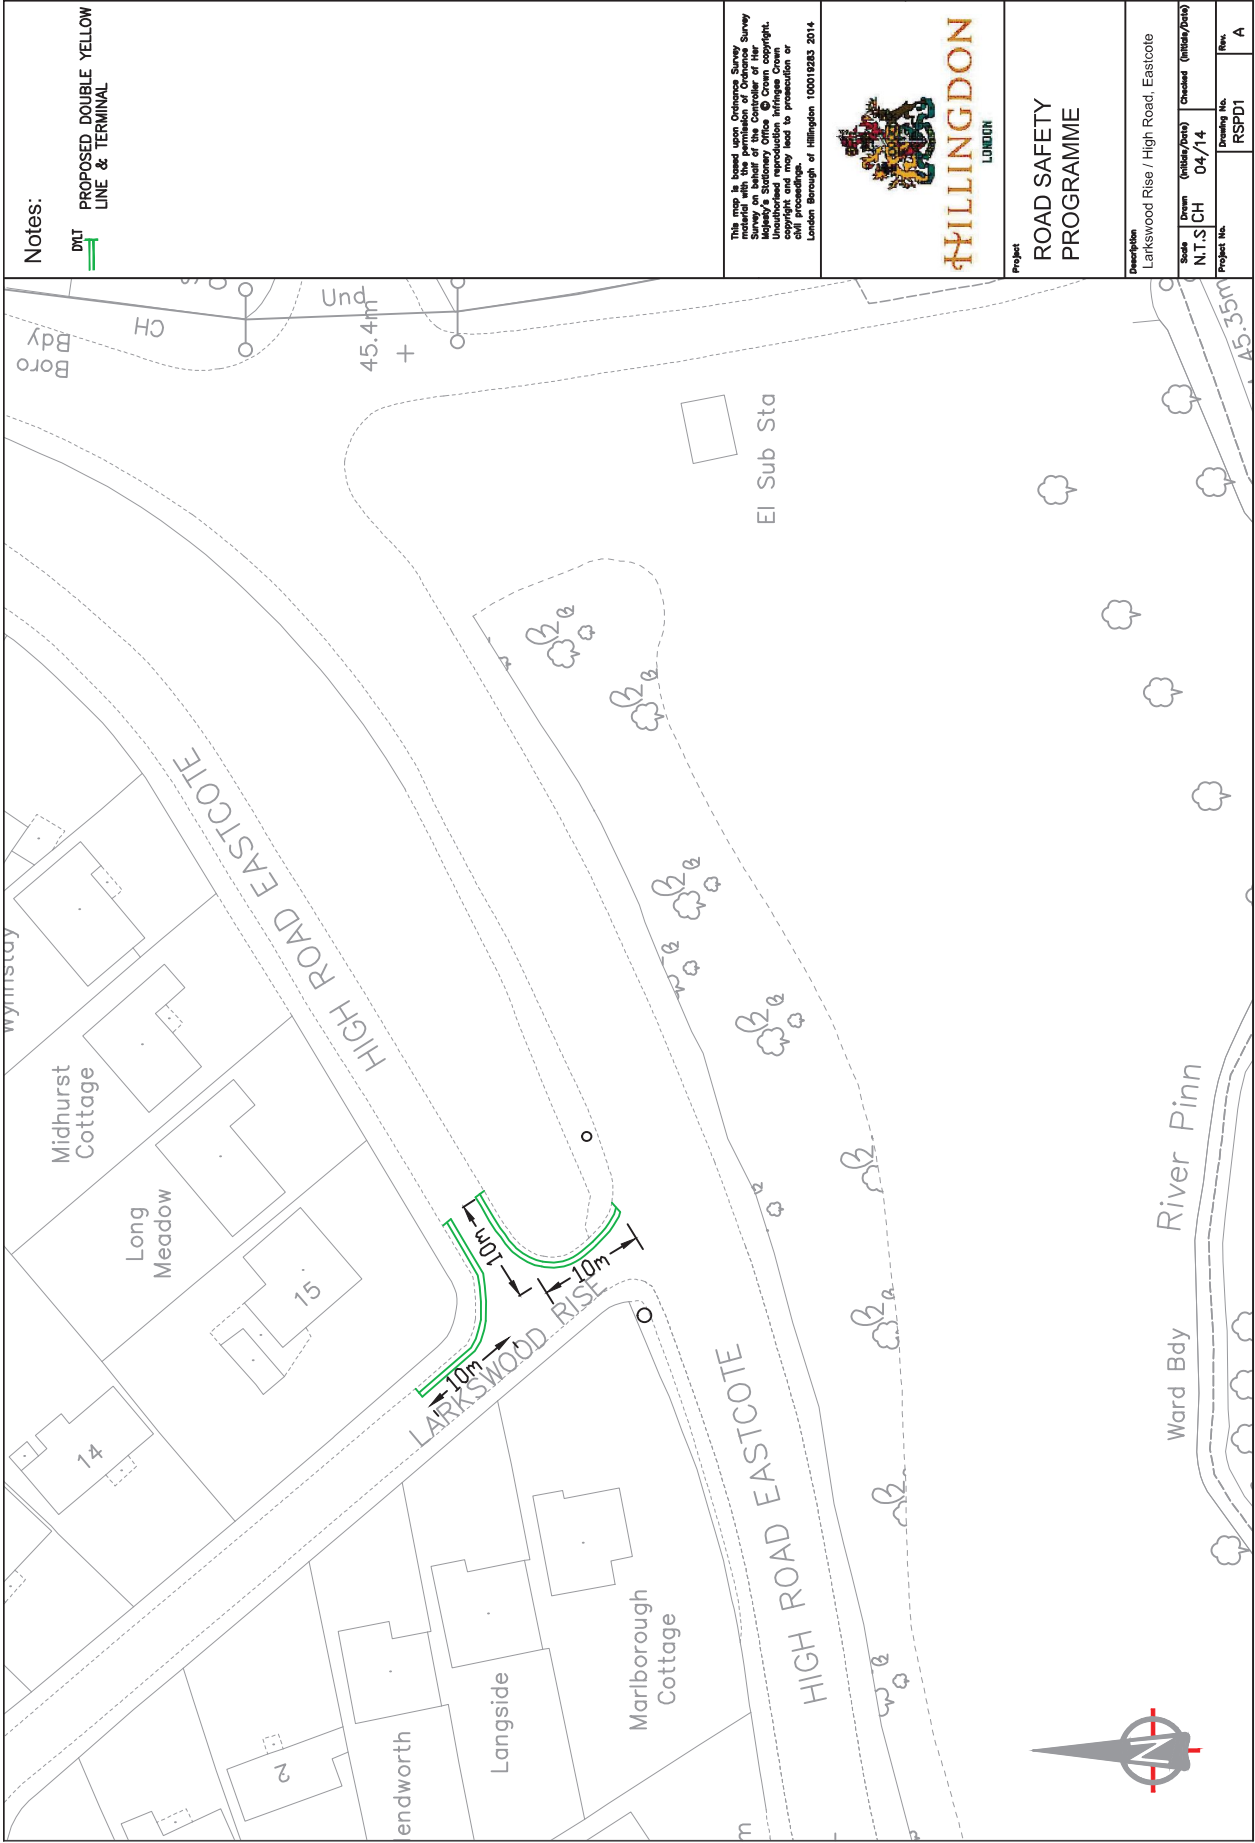 Notes:
DYLT
PROPOSED DOUBLE YELLOW
LINE & TERMINAL
This map is based upon Ordnance Survey
material with the permission of Ordnance Survey
Survey on behalf of the Controller of Her
Majesty's Stationery Office © Crown copyright.
Unauthorised reproduction infringes Crown
copyright and may lead to prosecution or
civil proceedings.
London Borough of Hillingdon 100019283 2014
HILLINGDON
LONDON
Project
ROAD SAFETY
PROGRAMME
Description
Larkswood Rise / High Road, Eastcote
Scale
N.T.S
Drawn (Initials/Date)
CH 04/14
Checked (Initials/Date)
Project No.
Drawing No.
RSPD1
Rev.
A
Boro
Bdy
CH
Und
45.4m
El Sub Sta
45.35m
HIGH ROAD EASTCOTE
Wynnstay
Midhurst
Cottage
Long
Meadow
15
14
10m
10m
10m
LARKSWOOD RISE
HIGH ROAD EASTCOTE
River Pinn
Ward Bdy
Marlborough
Cottage
Langside
endworth
2
m
N